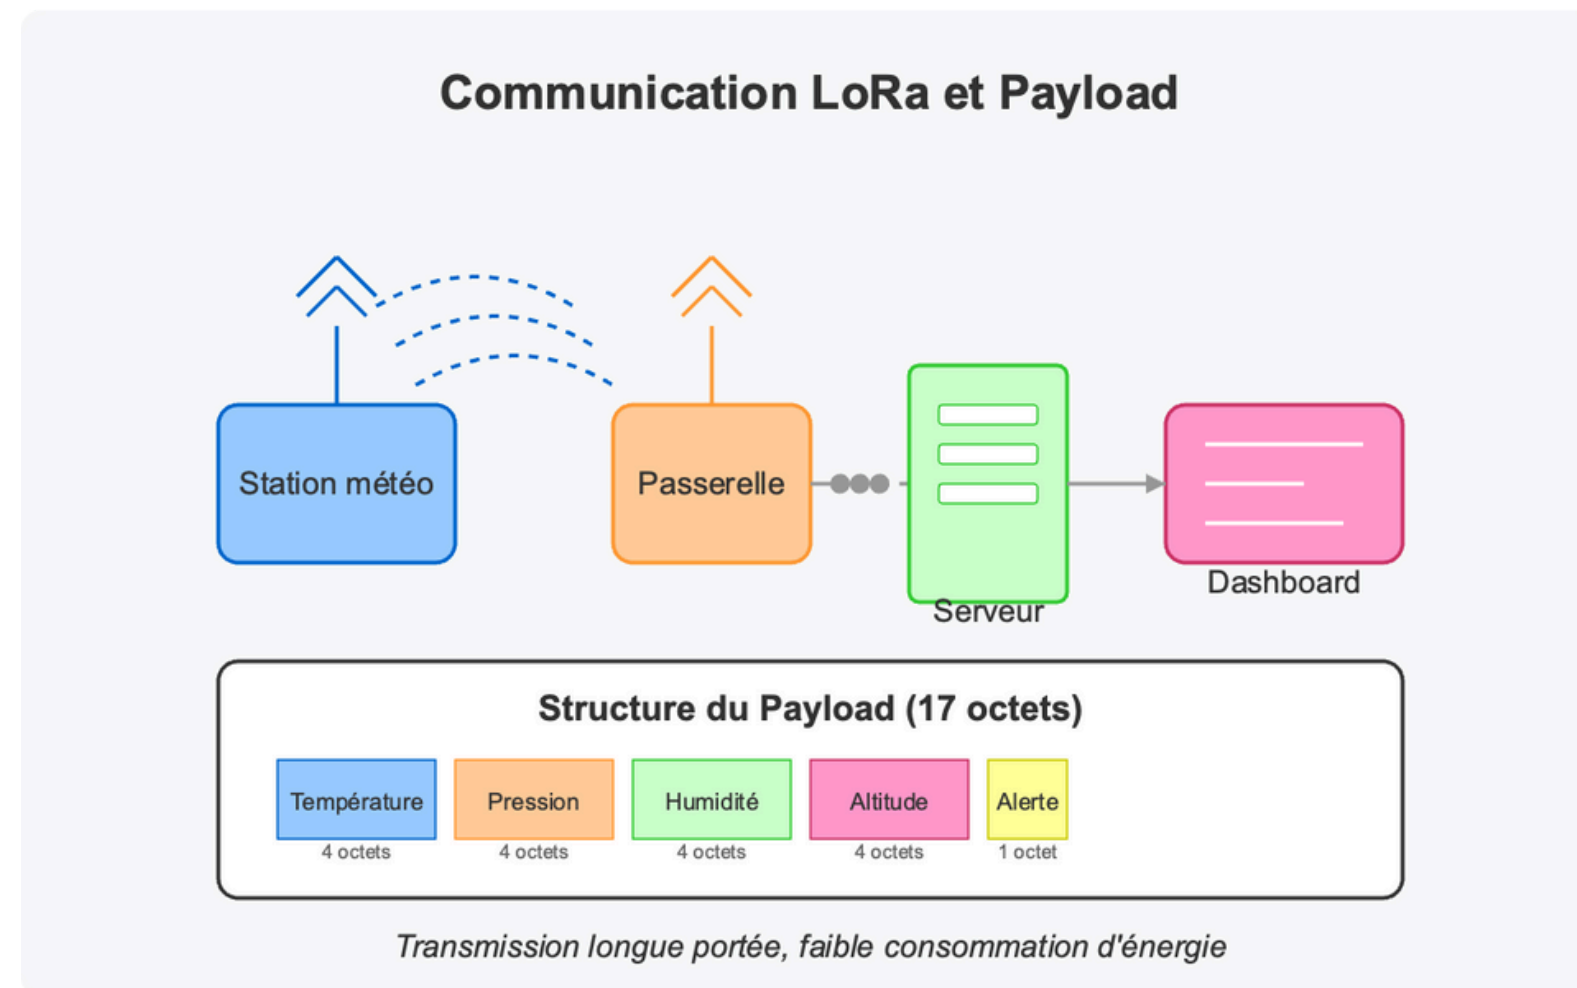 Communication LoRa et Payload
Station météo
Passerelle
Serveur
Dashboard
Structure du Payload (17 octets)
Température
Pression
Humidité
Altitude
Alerte
4 octets
4 octets
4 octets
4 octets
1 octet
Transmission longue portée, faible consommation d'énergie